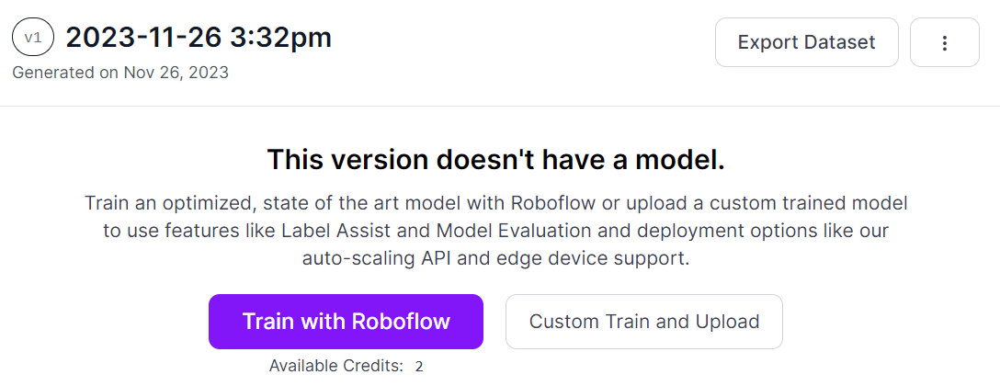 v1 2023-11-26 3:32pm
Generated on Nov 26, 2023
Export Dataset
This version doesn't have a model.
Train an optimized, state of the art model with Roboflow or upload a custom trained model
to use features like Label Assist and Model Evaluation and deployment options like our
auto-scaling API and edge device support.
Train with Roboflow
Custom Train and Upload
Available Credits: 2